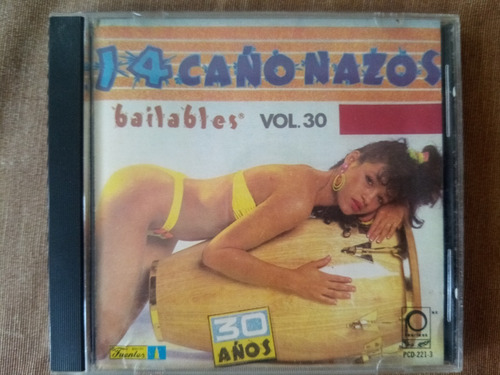 14 CAÑONAZOS
bailables® VOL.30
30
AÑOS
Fuentes
PCD-221-3